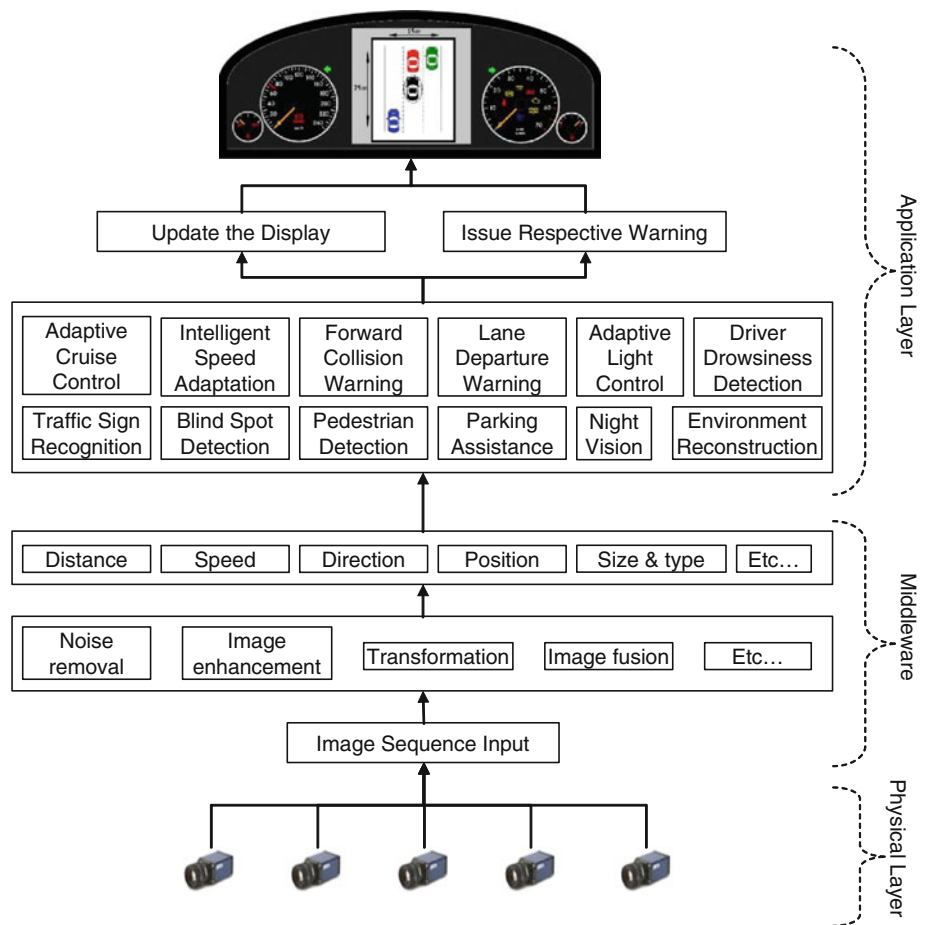 Update the Display
Issue Respective Warning
Adaptive
Cruise
Control
Intelligent
Speed
Adaptation
Forward
Collision
Warning
Lane
Departure
Warning
Adaptive
Light
Control
Driver
Drowsiness
Detection
Traffic Sign
Recognition
Blind Spot
Detection
Pedestrian
Detection
Parking
Assistance
Night
Vision
Environment
Reconstruction
Application Layer
Distance
Speed
Direction
Position
Size & type
Etc...
Noise
removal
Image
enhancement
Transformation
Image fusion
Etc...
Image Sequence Input
Middleware
Physical Layer